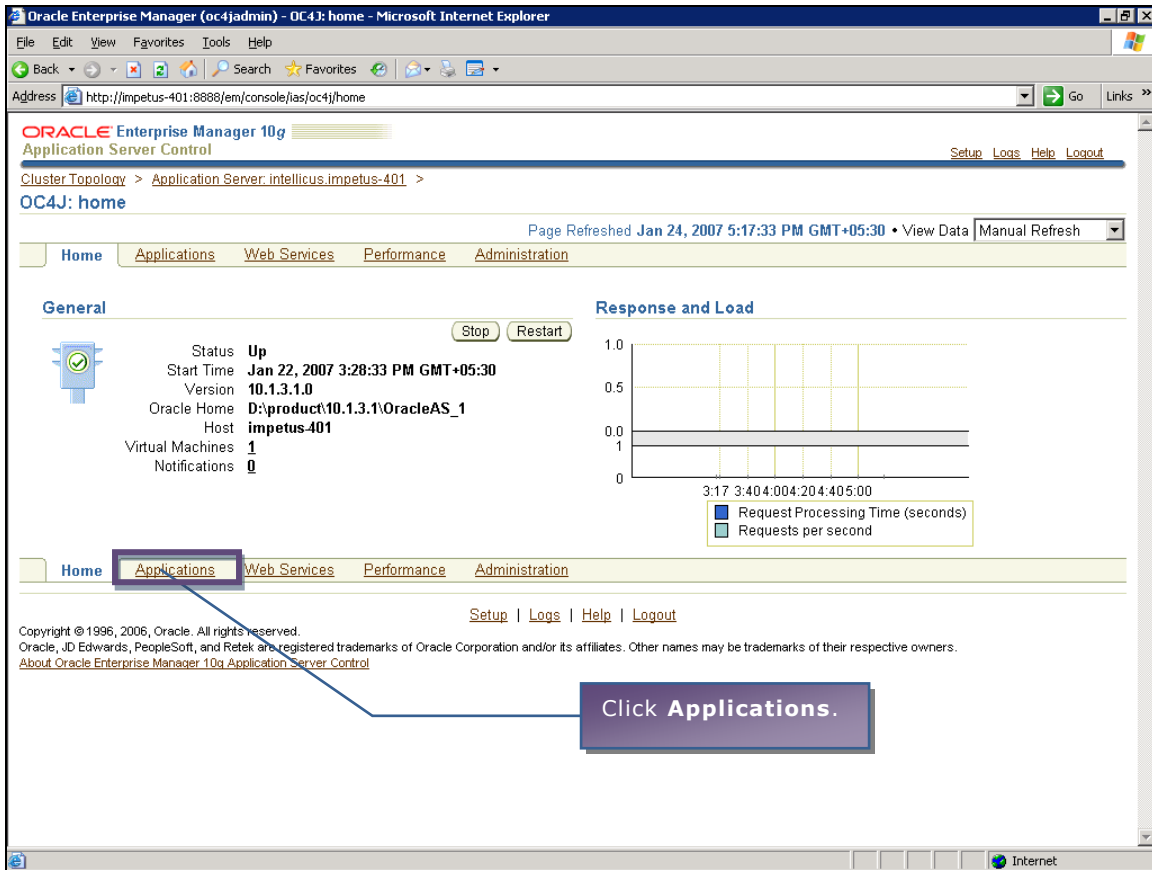 Oracle Enterprise Manager (oc4jadmin) - OC4J: home - Microsoft Internet Explorer
File Edit View Favorites Tools Help
Back Search Favorites
Address http://impetus-401:8888/em/console/ias/oc4j/home Go Links »
ORACLE Enterprise Manager 10g
Application Server Control
Setup Logs Help Logout
Cluster Topology > Application Server: intellicus.impetus-401 >
OC4J: home
Page Refreshed Jan 24, 2007 5:17:33 PM GMT+05:30 • View Data Manual Refresh
Home Applications Web Services Performance Administration
General
Stop Restart
Status Up
Start Time Jan 22, 2007 3:28:33 PM GMT+05:30
Version 10.1.3.1.0
Oracle Home D:\product\10.1.3.1\OracleAS_1
Host impetus-401
Virtual Machines 1
Notifications 0
Response and Load
1.0
0.5
0.0
1
0
3:17 3:40 4:00 4:20 4:40 5:00
Request Processing Time (seconds)
Requests per second
Home Applications Web Services Performance Administration
Setup | Logs | Help | Logout
Copyright © 1996, 2006, Oracle. All rights reserved.
Oracle, JD Edwards, PeopleSoft, and Retek are registered trademarks of Oracle Corporation and/or its affiliates. Other names may be trademarks of their respective owners.
About Oracle Enterprise Manager 10g Application Server Control
Click Applications.
Internet